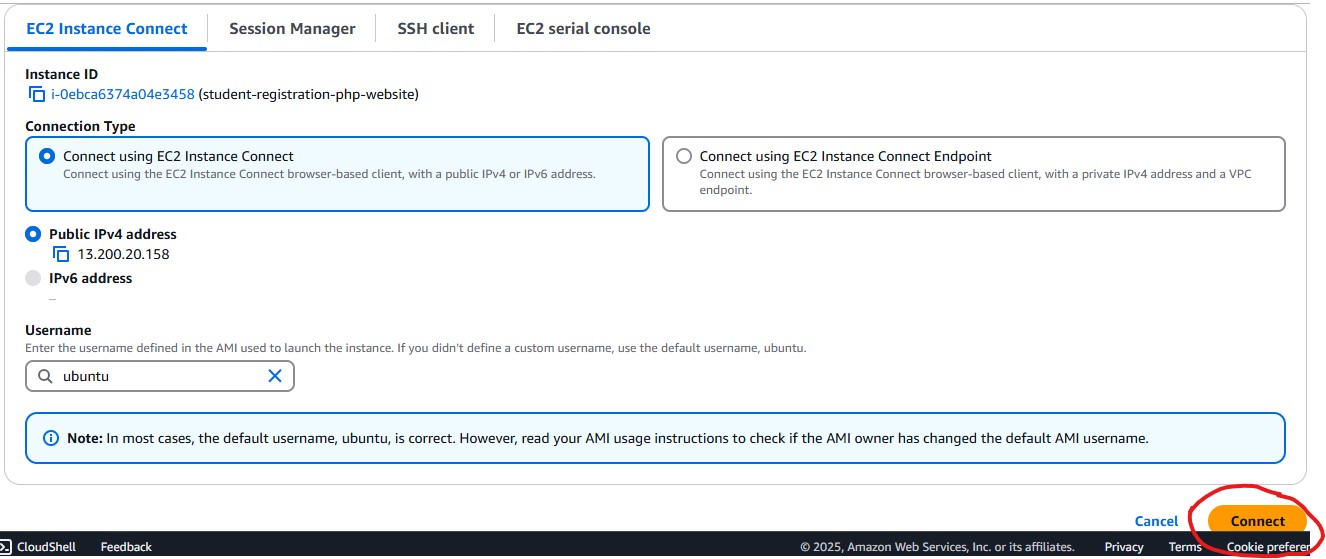 EC2 Instance Connect
Session Manager
SSH client
EC2 serial console
Instance ID
i-0ebca6374a04e3458 (student-registration-php-website)
Connection Type
Connect using EC2 Instance Connect
Connect using the EC2 Instance Connect browser-based client, with a public IPv4 or IPv6 address.
Connect using EC2 Instance Connect Endpoint
Connect using the EC2 Instance Connect browser-based client, with a private IPv4 address and a VPC
endpoint.
Public IPv4 address
13.200.20.158
IPv6 address
–
Username
Enter the username defined in the AMI used to launch the instance. If you didn't define a custom username, use the default username, ubuntu.
ubuntu
Note: In most cases, the default username, ubuntu, is correct. However, read your AMI usage instructions to check if the AMI owner has changed the default AMI username.
Cancel
Connect
CloudShell
Feedback
© 2025, Amazon Web Services, Inc. or its affiliates.
Privacy
Terms
Cookie preferen